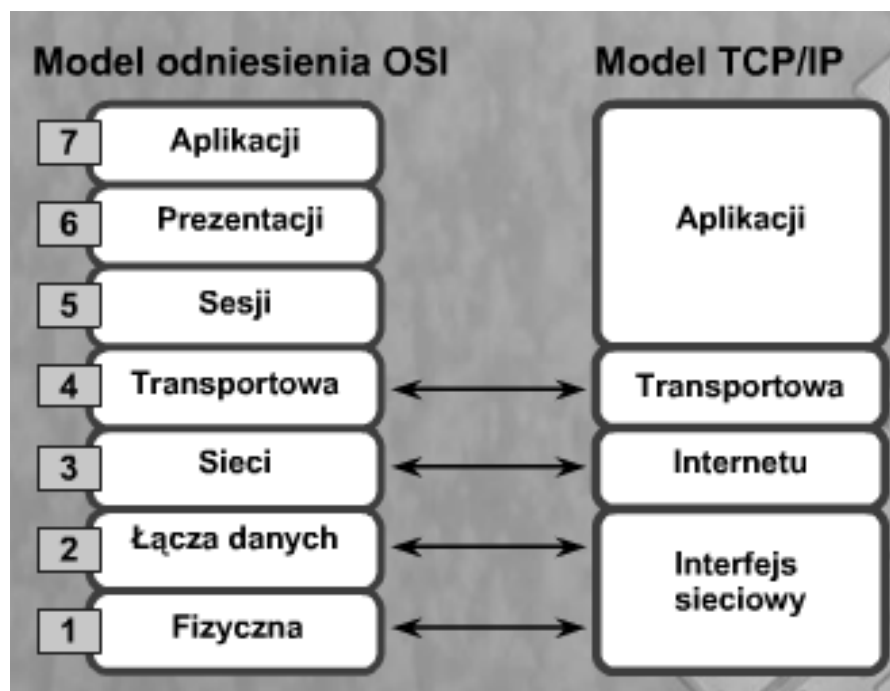 Model odniesienia OSI
Model TCP/IP
7
Aplikacji
6
Prezentacji
5
Sesji
4
Transportowa
3
Sieci
2
Łącza danych
1
Fizyczna
Aplikacji
Transportowa
Internetu
Interfejs
sieciowy